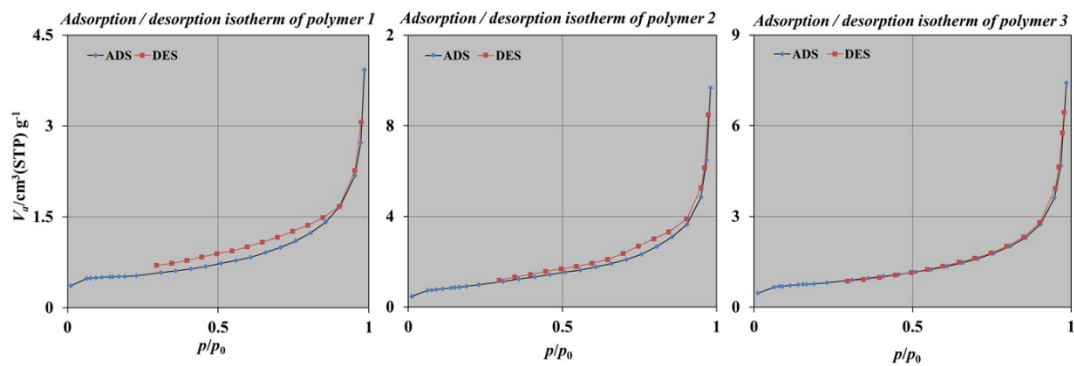 Adsorption / desorption isotherm of polymer 1
4.5
3
1.5
0
0
0.5
1
ADS
DES
Va/cm³(STP) g⁻¹
p/p₀
Adsorption / desorption isotherm of polymer 2
2
8
4
0
0
0.5
1
ADS
DES
p/p₀
Adsorption / desorption isotherm of polymer 3
9
6
3
0
0
0.5
1
ADS
DES
p/p₀